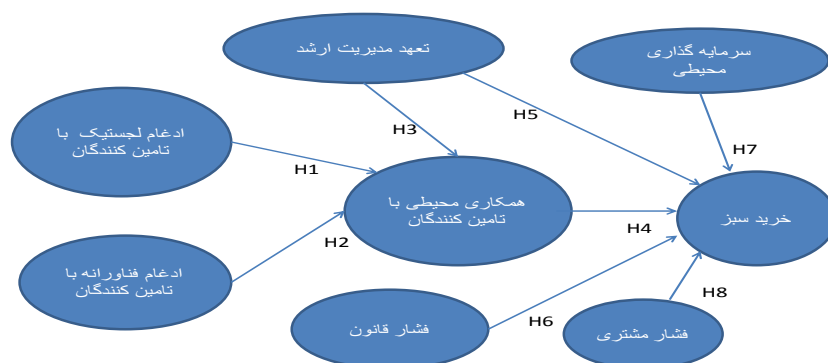 تعهد مدیریت ارشد
سرمایه گذاری
محیطی
H5
H3
ادغام لجستیک با
تامین کنندگان
H1
H7
همکاری محیطی با
تامین کنندگان
خرید سبز
H4
H2
ادغام فناورانه با
تامین کنندگان
H8
H6
فشار قانون
فشار مشتری